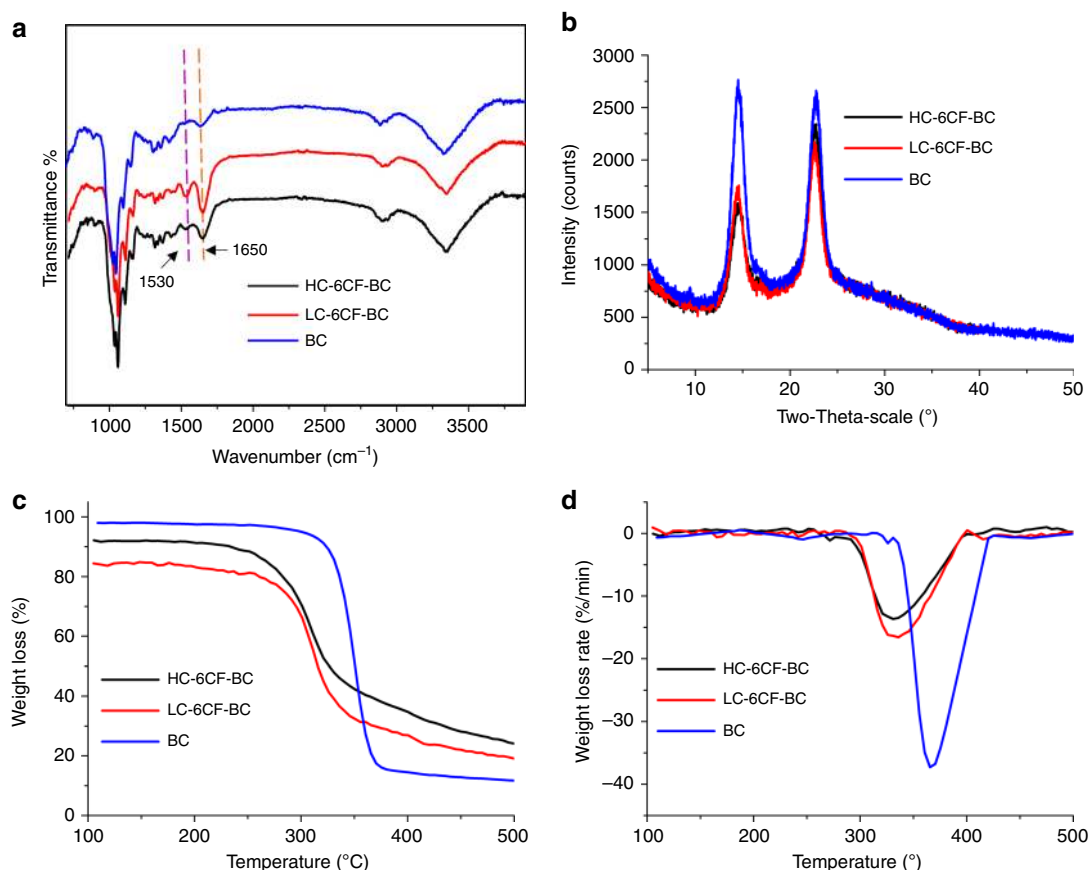 a
Transmittance %
1530
1650
HC-6CF-BC
LC-6CF-BC
BC
1000 1500 2000 2500 3000 3500
Wavenumber (cm⁻¹)
b
Intensity (counts)
3000
2500
2000
1500
1000
500
0
HC-6CF-BC
LC-6CF-BC
BC
10 20 30 40 50
Two-Theta-scale (°)
c
Weight loss (%)
100
80
60
40
20
0
HC-6CF-BC
LC-6CF-BC
BC
100 200 300 400 500
Temperature (°C)
d
Weight loss rate (%/min)
0
−10
−20
−30
−40
HC-6CF-BC
LC-6CF-BC
BC
100 200 300 400 500
Temperature (°)